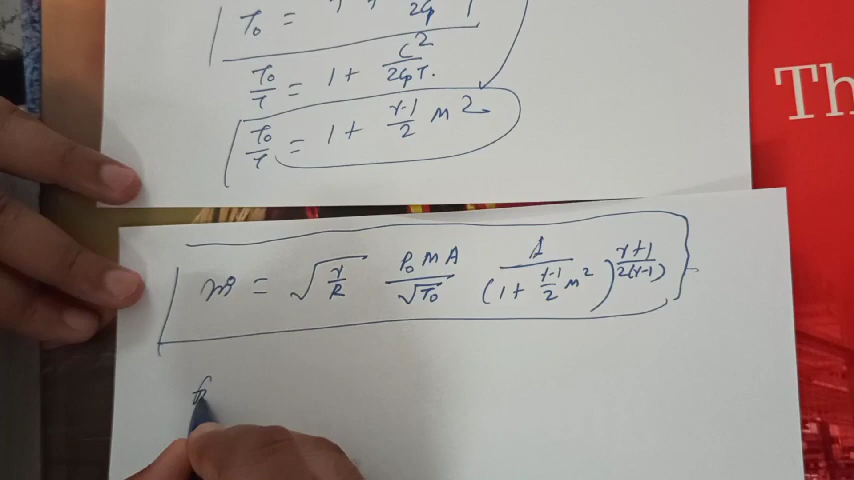 T₀ =
T₀/T = 1 + C²/2CpT.
T₀/T = 1 + γ-1/2 M²
Th
ṁ = √(γ/R) P₀MA/√T₀ 1/(1 + γ-1/2 M²)^(γ+1/2(γ-1))